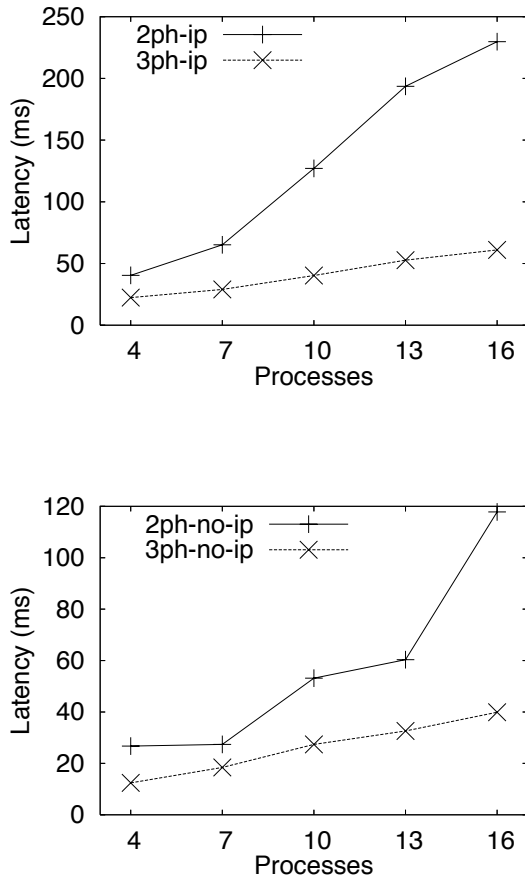 250
2ph-ip
3ph-ip
200
150
100
50
0
Latency (ms)
4 7 10 13 16
Processes
120
2ph-no-ip
3ph-no-ip
100
80
60
40
20
0
Latency (ms)
4 7 10 13 16
Processes